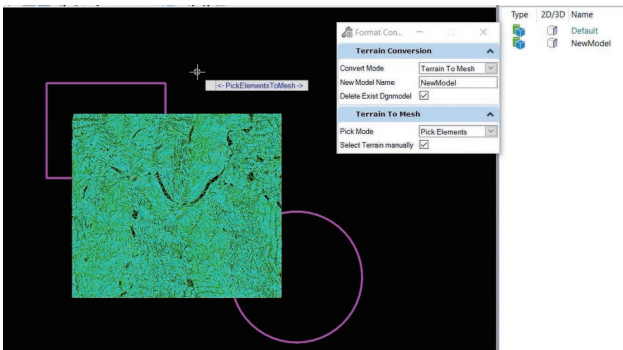 Type 2D/3D Name
Default
NewModel
Format Con...
Terrain Conversion
Convert Mode Terrain To Mesh
New Model Name NewModel
Delete Exist Dgnmodel
Terrain To Mesh
Pick Mode Pick Elements
Select Terrain manually
<- PickElementsToMesh ->